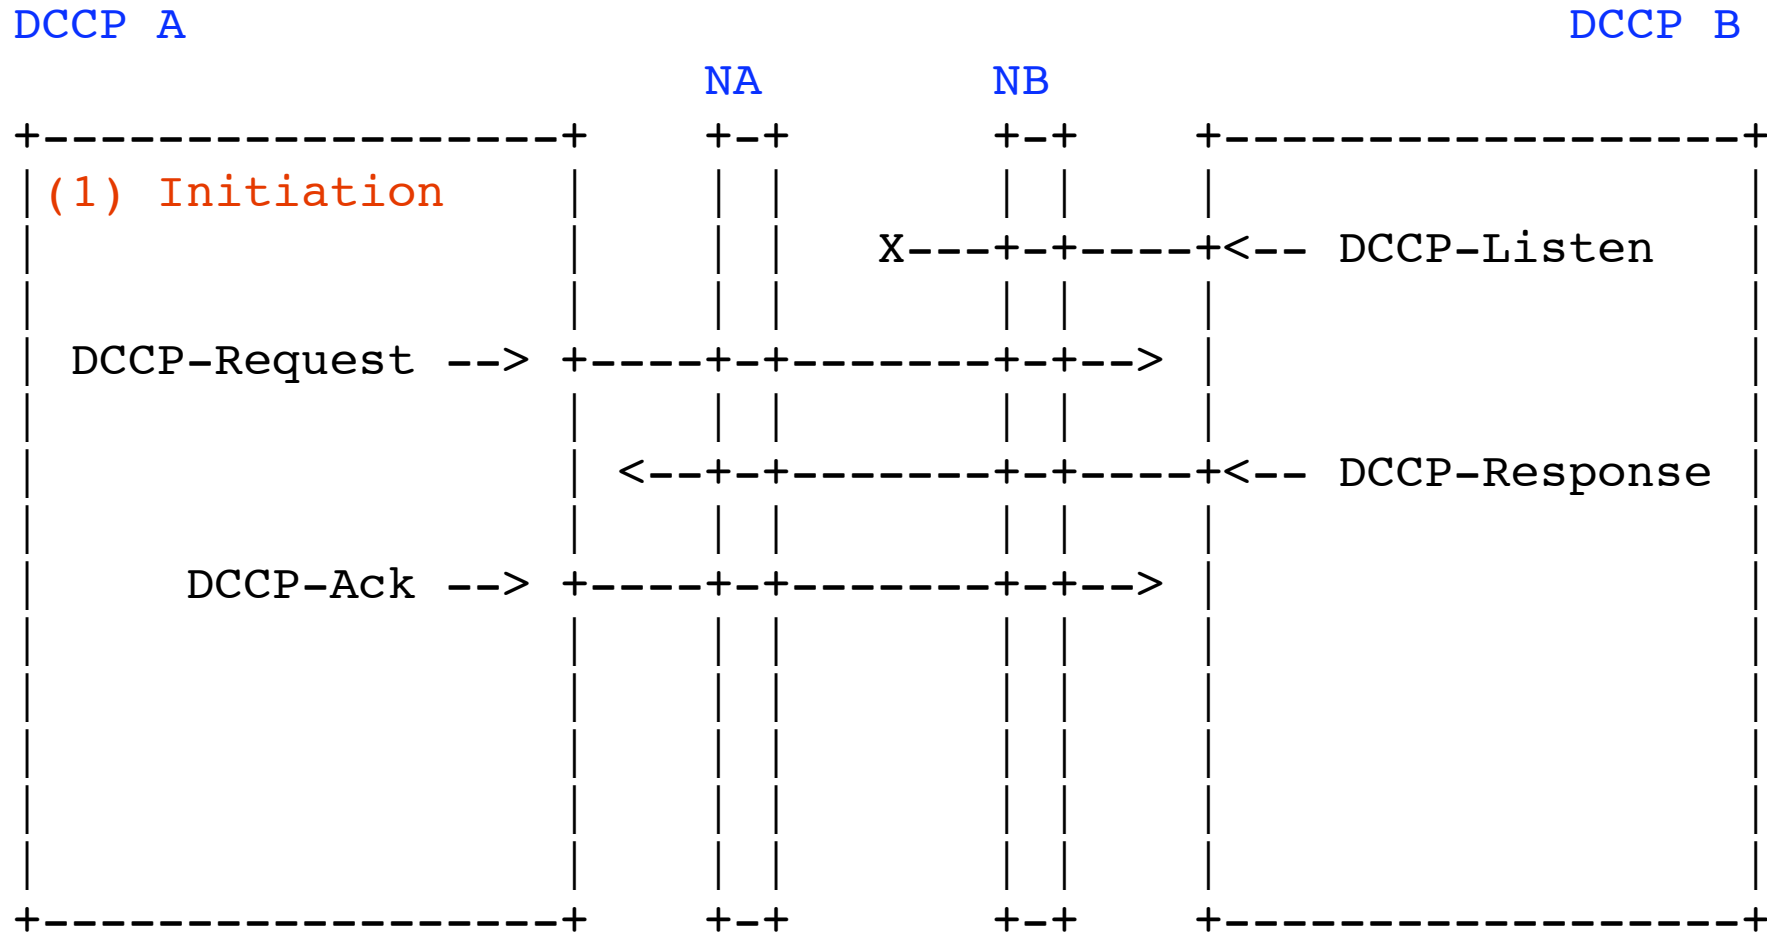 DCCP A                                                DCCP B
                        NA        NB
+------------------+    +-+       +-+    +------------------+
|(1) Initiation    |    | |       | |    |                  |
|                  |    | |   X---+-+----+<-- DCCP-Listen   |
|                  |    | |       | |    |                  |
| DCCP-Request --> +----+-+-------+-+--> |                  |
|                  |    | |       | |    |                  |
|                  | <--+-+-------+-+----+<-- DCCP-Response |
|                  |    | |       | |    |                  |
|     DCCP-Ack --> +----+-+-------+-+--> |                  |
|                  |    | |       | |    |                  |
|                  |    | |       | |    |                  |
|                  |    | |       | |    |                  |
|                  |    | |       | |    |                  |
|                  |    | |       | |    |                  |
+------------------+    +-+       +-+    +------------------+